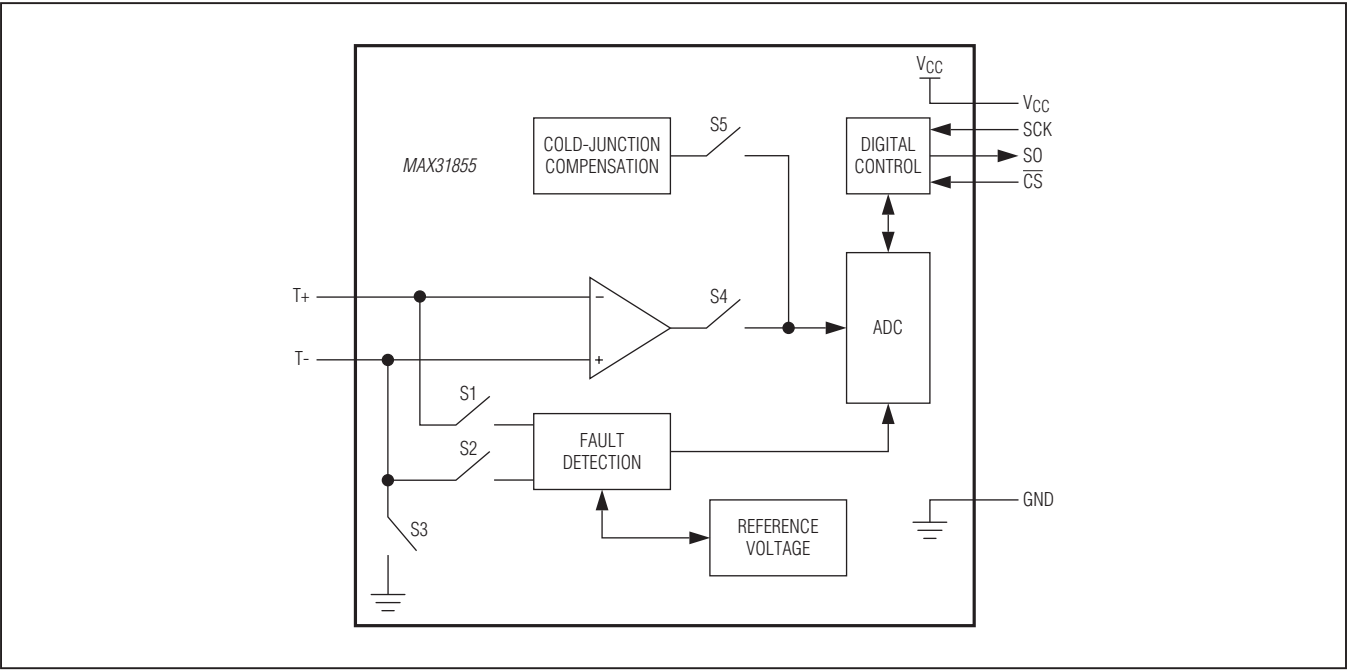 VCC
VCC
SCK
SO
CS
MAX31855
COLD-JUNCTION
COMPENSATION
S5
DIGITAL
CONTROL
T+
−
S4
ADC
T-
+
S1
S2
FAULT
DETECTION
S3
REFERENCE
VOLTAGE
GND